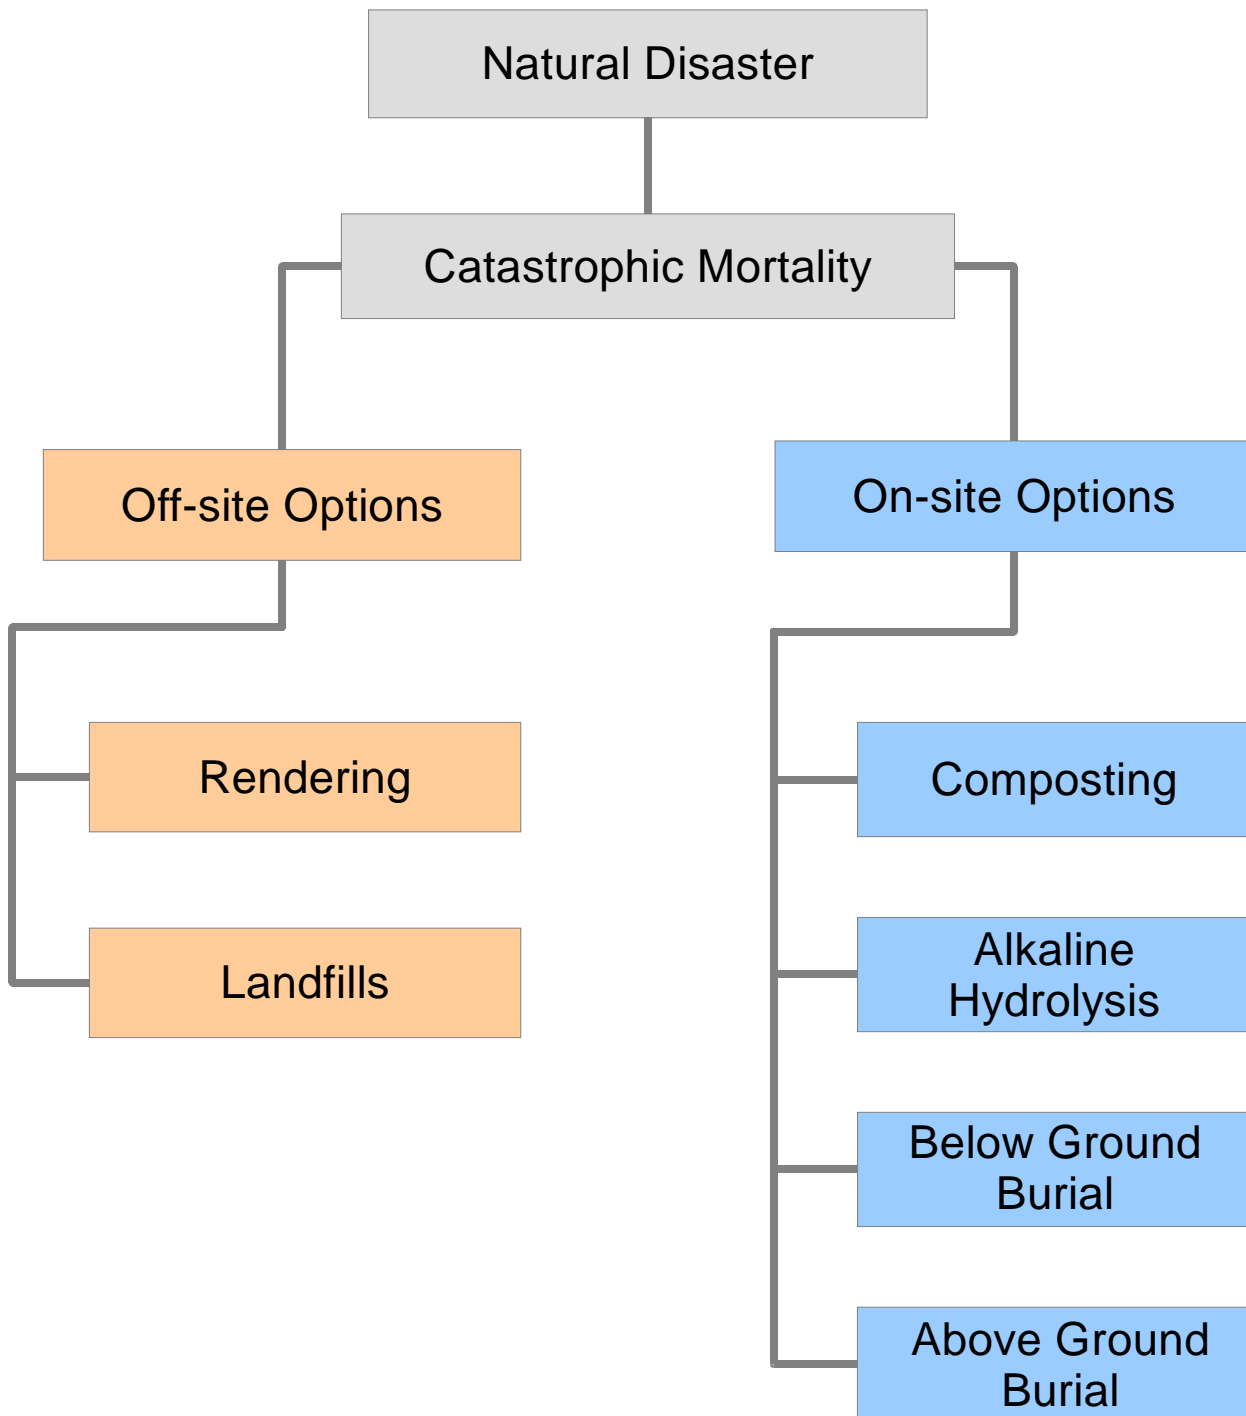 Natural Disaster
Catastrophic Mortality
Off-site Options
On-site Options
Rendering
Composting
Landfills
Alkaline
Hydrolysis
Below Ground
Burial
Above Ground
Burial